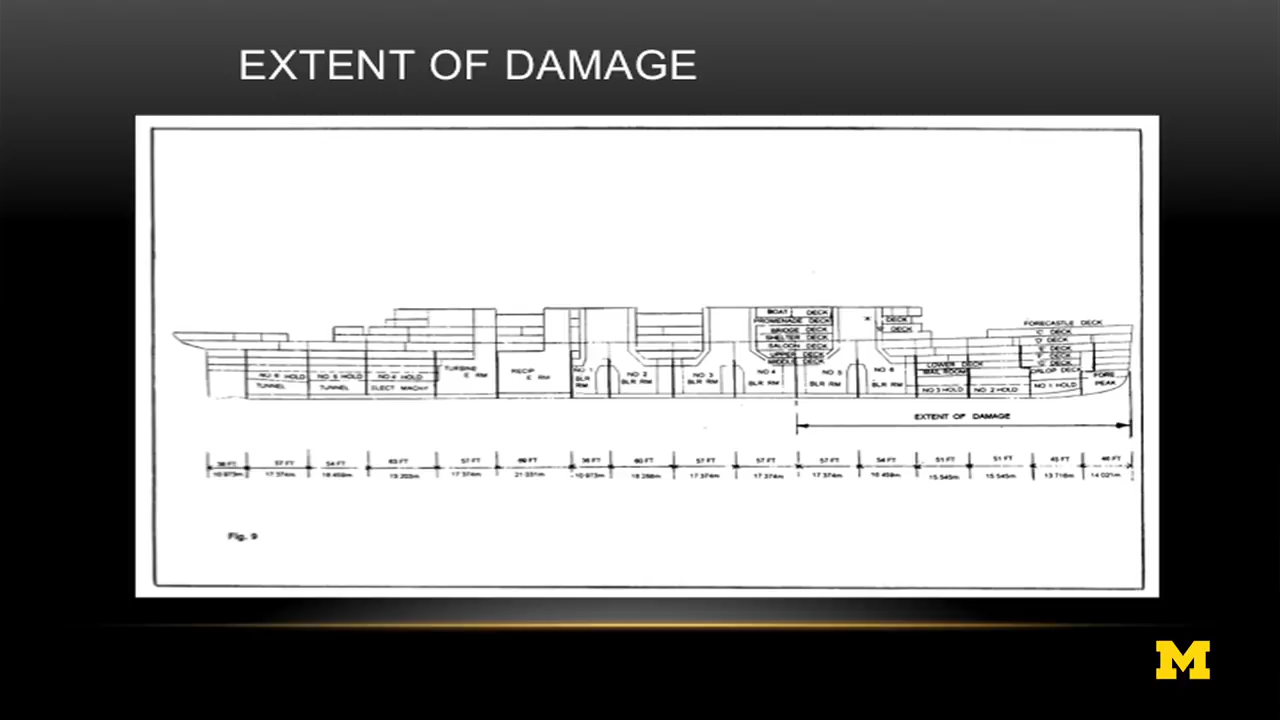 EXTENT OF DAMAGE
FORECASTLE DECK
BOAT DECK
PROMENADE DECK
BRIDGE DECK
SHELTER DECK
SALOON DECK
UPPER DECK
MIDDLE DECK
DECK
DECK
'C' DECK
'D' DECK
'E' DECK
DECK
DECK
LOWER DECK
MAIL ROOM
ORLOP DECK
NO 6 HOLD
TUNNEL
NO 5 HOLD
TUNNEL
NO 4 HOLD
ELECT MACHY
TURBINE
E RM
RECIP
E RM
NO 1
BLR
RM
NO 2
BLR RM
NO 3
BLR RM
NO 4
BLR RM
NO 5
BLR RM
NO 6
BLR RM
NO 3 HOLD
NO 2 HOLD
NO 1 HOLD
FORE
PEAK
EXTENT OF DAMAGE
36 FT 57 FT 54 FT 63 FT 57 FT 69 FT 36 FT 60 FT 57 FT 57 FT 57 FT 54 FT 51 FT 51 FT 45 FT 46 FT
10 973m 17 374m 16 459m 17 374m 21 031m 10 973m 18 288m 17 374m 17 374m 17 374m 16 459m 15 545m 15 545m 13 716m 14 021m
Fig. 9
M